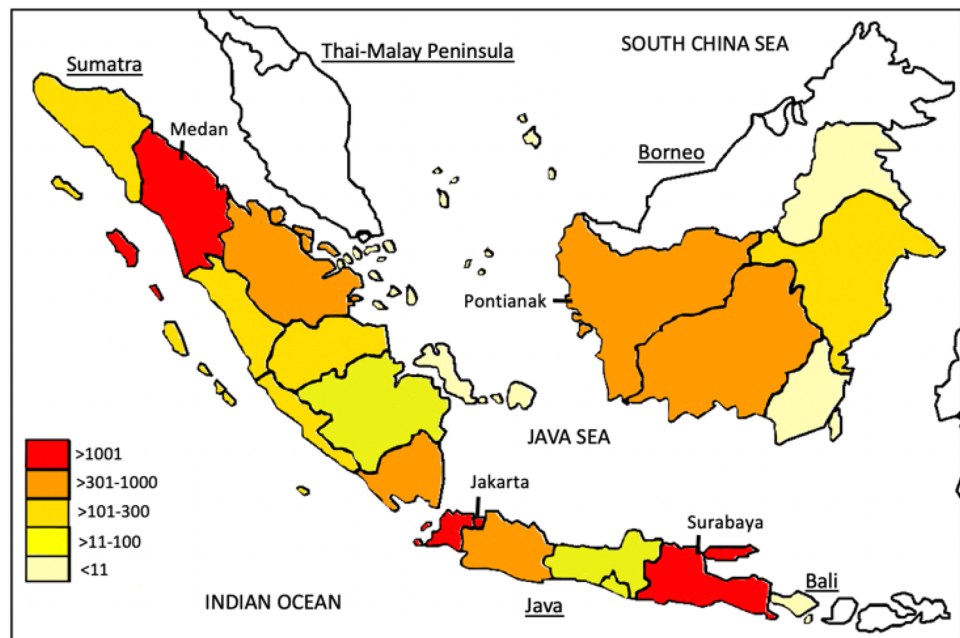 SOUTH CHINA SEA
Thai-Malay Peninsula
Sumatra
Medan
Borneo
Pontianak
JAVA SEA
>1001
>301-1000
>101-300
>11-100
<11
Jakarta
Surabaya
Bali
Java
INDIAN OCEAN